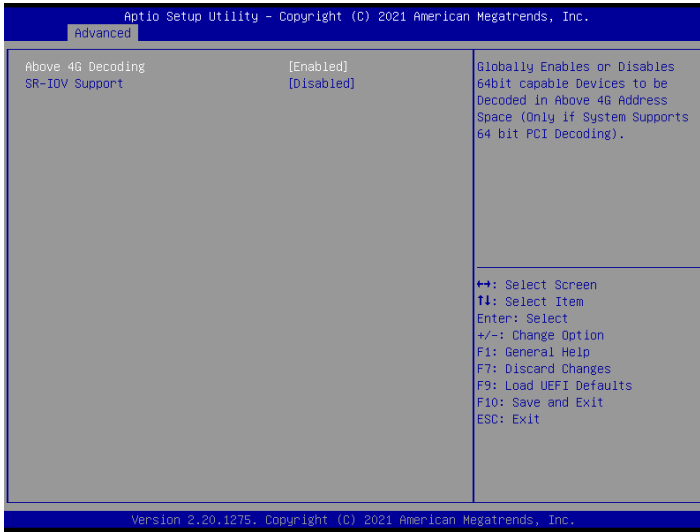 Aptio Setup Utility – Copyright (C) 2021 American Megatrends, Inc.
Advanced
Above 4G Decoding [Enabled]
SR-IOV Support [Disabled]
Globally Enables or Disables
64bit capable Devices to be
Decoded in Above 4G Address
Space (Only if System Supports
64 bit PCI Decoding).
↔: Select Screen
↑↓: Select Item
Enter: Select
+/-: Change Option
F1: General Help
F7: Discard Changes
F9: Load UEFI Defaults
F10: Save and Exit
ESC: Exit
Version 2.20.1275. Copyright (C) 2021 American Megatrends, Inc.